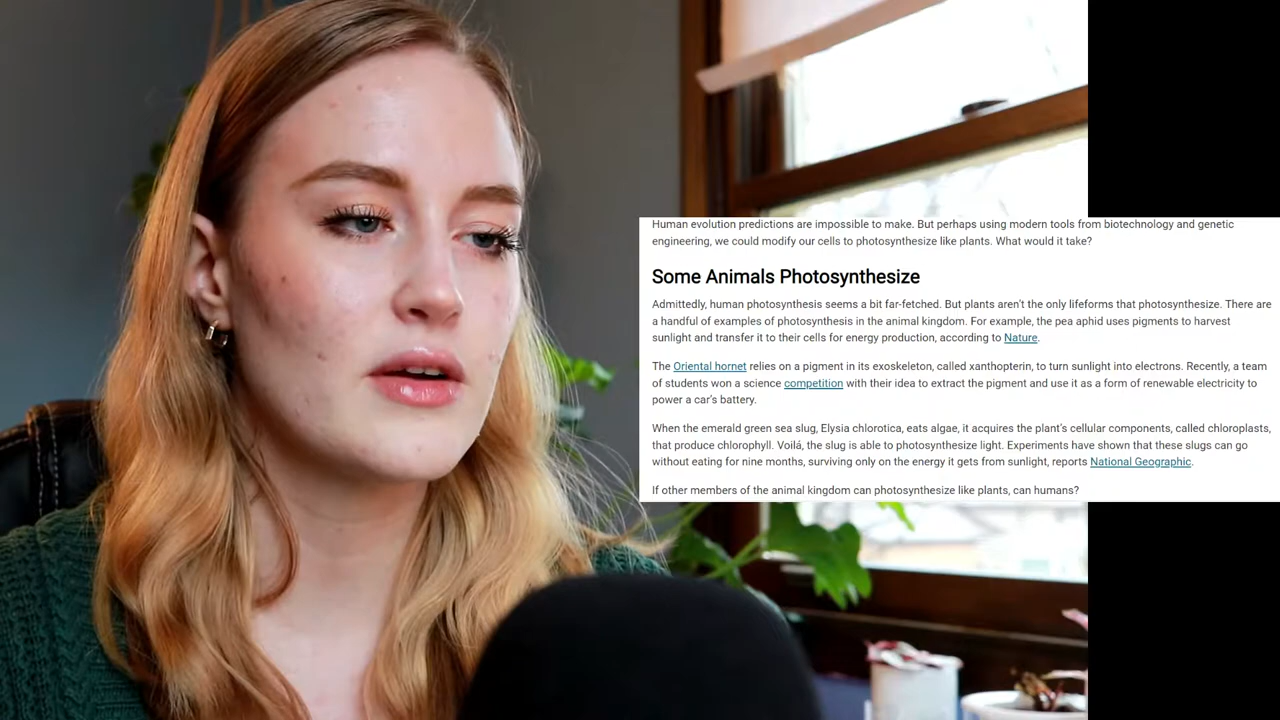 Human evolution predictions are impossible to make. But perhaps using modern tools from biotechnology and genetic
engineering, we could modify our cells to photosynthesize like plants. What would it take?
Some Animals Photosynthesize
Admittedly, human photosynthesis seems a bit far-fetched. But plants aren't the only lifeforms that photosynthesize. There are
a handful of examples of photosynthesis in the animal kingdom. For example, the pea aphid uses pigments to harvest
sunlight and transfer it to their cells for energy production, according to Nature.
The Oriental hornet relies on a pigment in its exoskeleton, called xanthopterin, to turn sunlight into electrons. Recently, a team
of students won a science competition with their idea to extract the pigment and use it as a form of renewable electricity to
power a car's battery.
When the emerald green sea slug, Elysia chlorotica, eats algae, it acquires the plant's cellular components, called chloroplasts,
that produce chlorophyll. Voilá, the slug is able to photosynthesize light. Experiments have shown that these slugs can go
without eating for nine months, surviving only on the energy it gets from sunlight, reports National Geographic.
If other members of the animal kingdom can photosynthesize like plants, can humans?